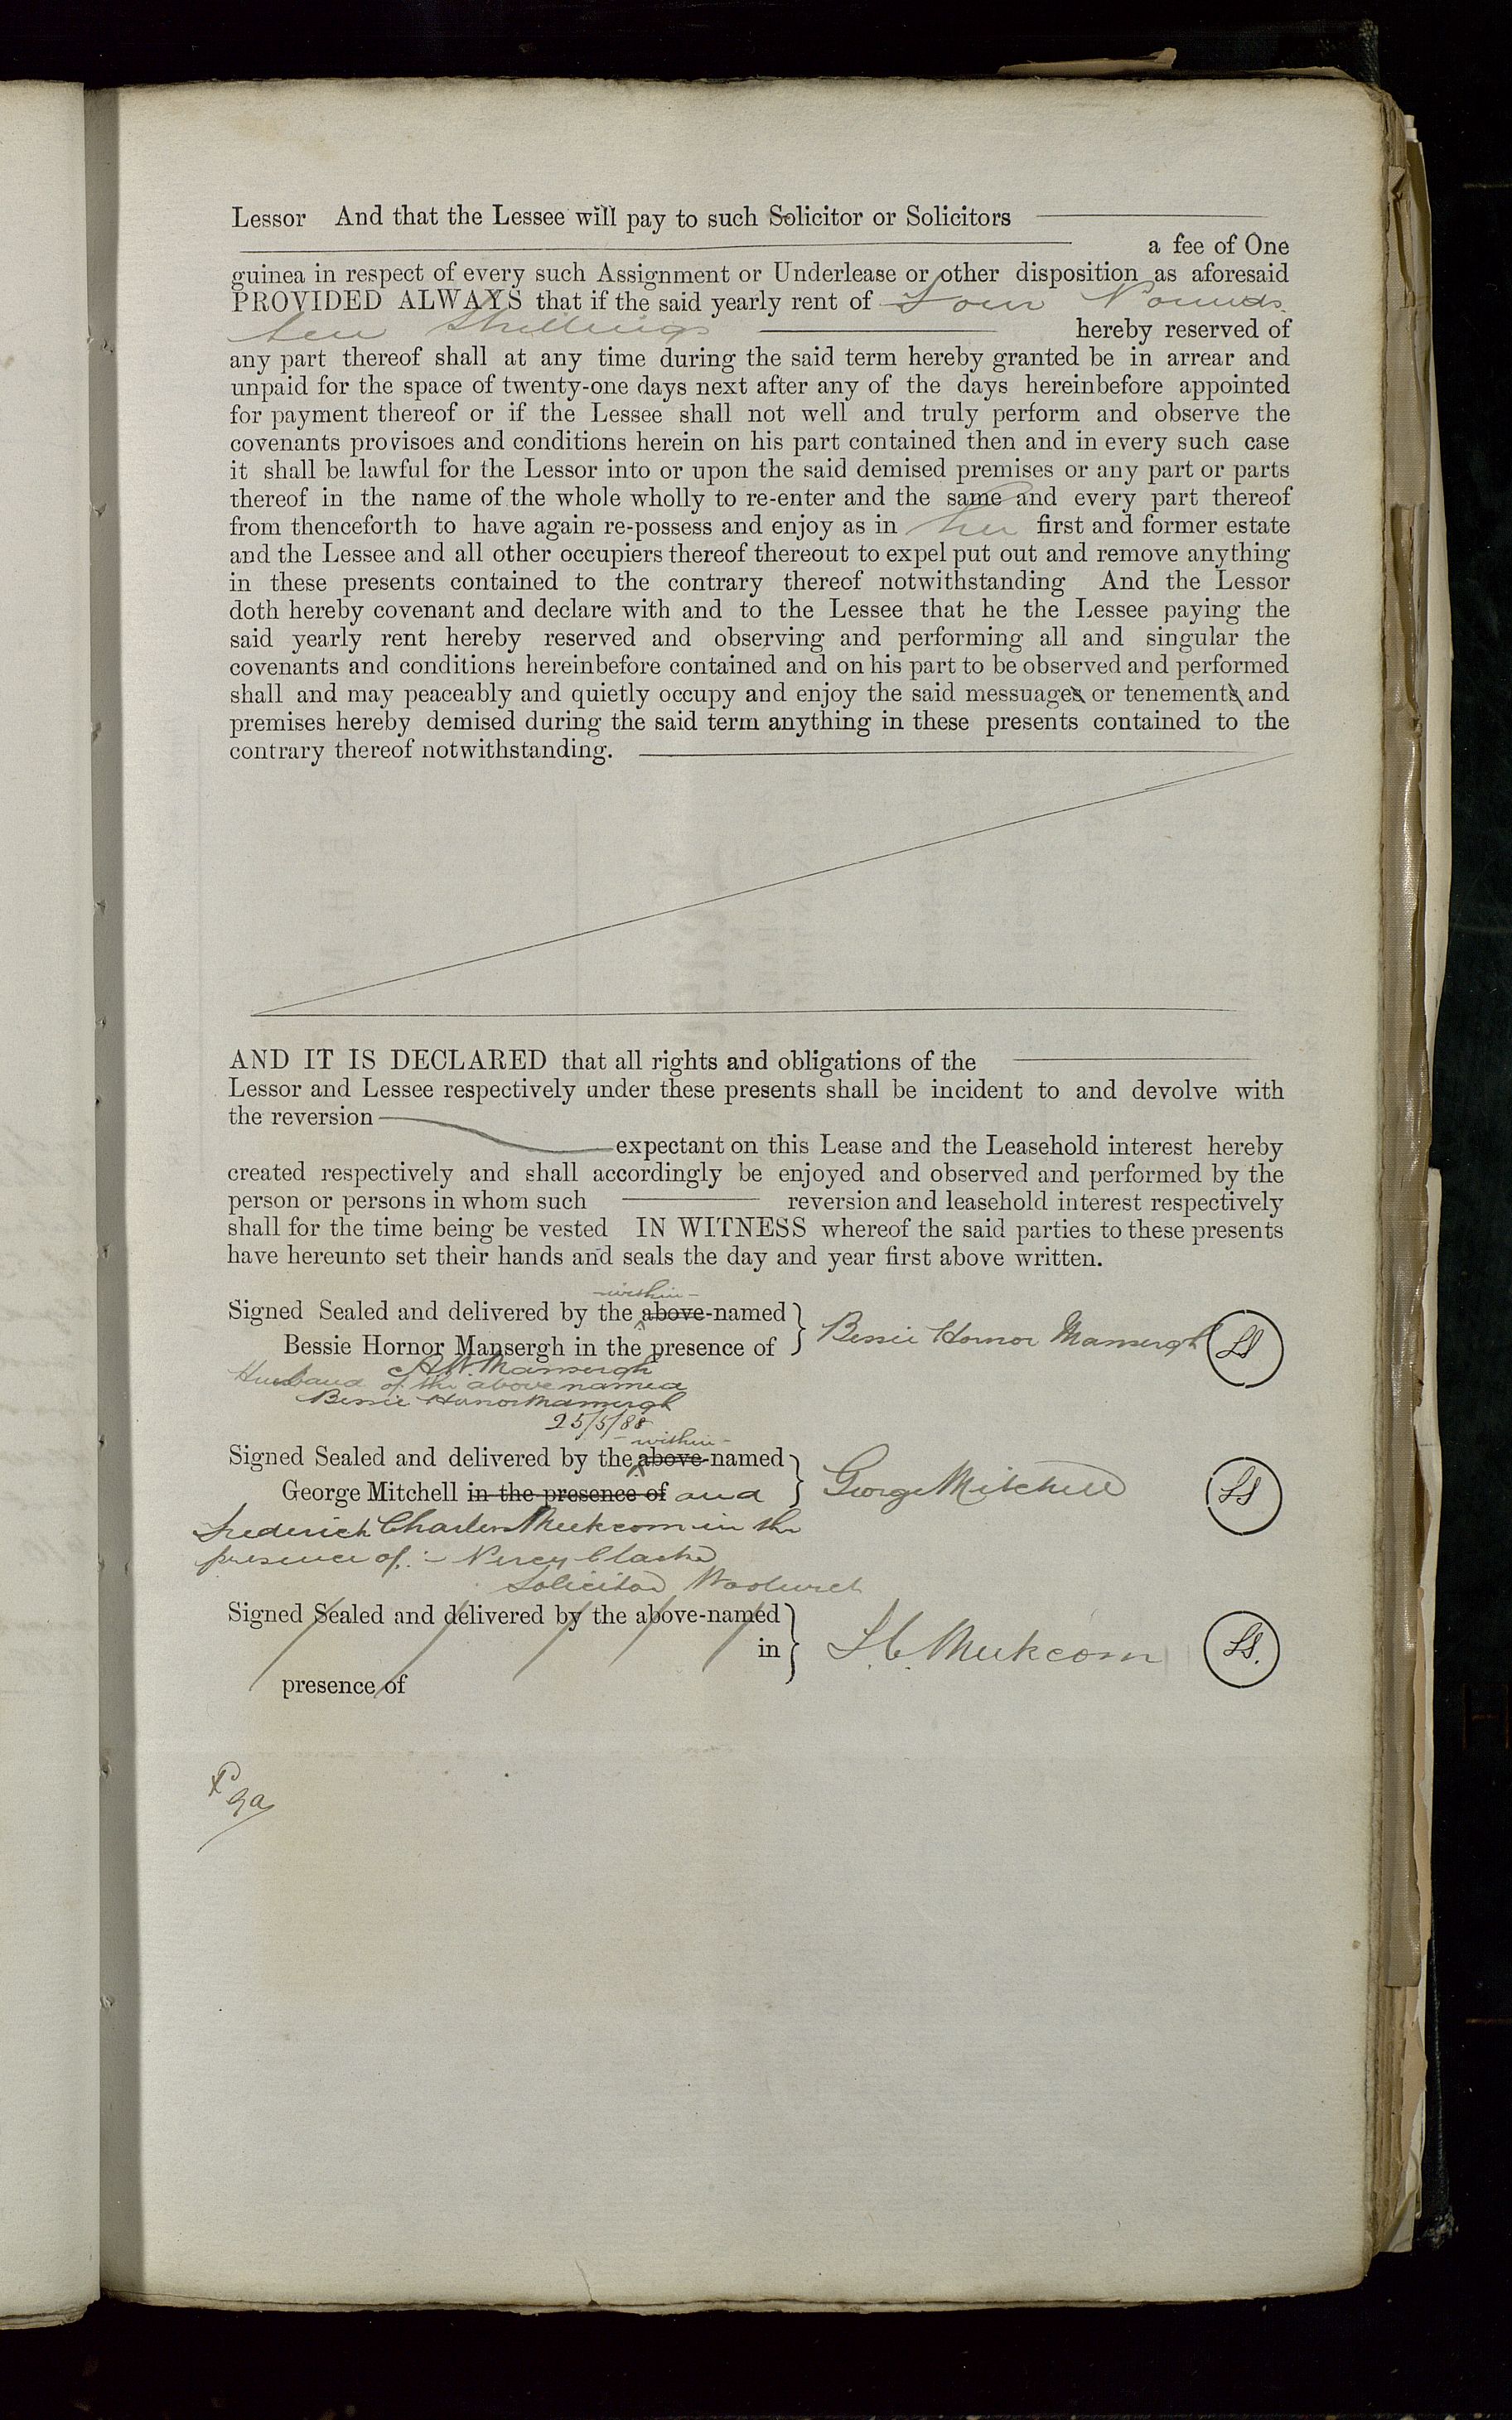 Lessor And that the Lessee will pay to such Solicitor or Solicitors
a fee of One
guinea in respect of every such Assignment or Underlease or other disposition as aforesaid
PROVIDED ALWAYS that if the said yearly rent of Four Pounds
ten shillings hereby reserved of
any part thereof shall at any time during the said term hereby granted be in arrear and
unpaid for the space of twenty-one days next after any of the days hereinbefore appointed
for payment thereof or if the Lessee shall not well and truly perform and observe the
covenants provisoes and conditions herein on his part contained then and in every such case
it shall be lawful for the Lessor into or upon the said demised premises or any part or parts
thereof in the name of the whole wholly to re-enter and the same and every part thereof
from thenceforth to have again re-possess and enjoy as in her first and former estate
and the Lessee and all other occupiers thereof thereout to expel put out and remove anything
in these presents contained to the contrary thereof notwithstanding And the Lessor
doth hereby covenant and declare with and to the Lessee that he the Lessee paying the
said yearly rent hereby reserved and observing and performing all and singular the
covenants and conditions hereinbefore contained and on his part to be observed and performed
shall and may peaceably and quietly occupy and enjoy the said messuages or tenements and
premises hereby demised during the said term anything in these presents contained to the
contrary thereof notwithstanding.
AND IT IS DECLARED that all rights and obligations of the
Lessor and Lessee respectively under these presents shall be incident to and devolve with
the reversion
expectant on this Lease and the Leasehold interest hereby
created respectively and shall accordingly be enjoyed and observed and performed by the
person or persons in whom such reversion and leasehold interest respectively
shall for the time being be vested IN WITNESS whereof the said parties to these presents
have hereunto set their hands and seals the day and year first above written.
within
Signed Sealed and delivered by the above-named
Bessie Hornor Mansergh in the presence of Bessie Hornor Mansergh LS
A W. Mansergh
Husband of the above named
Bessie Hornor Mansergh
25/5/88
within
Signed Sealed and delivered by the above-named
George Mitchell in the presence of and George Mitchell LS
Frederick Charles Meekcom in the
presence of :- Percy Clarke
Solicitor Woolwich
Signed Sealed and delivered by the above-named
in F. C. Meekcom LS.
presence of